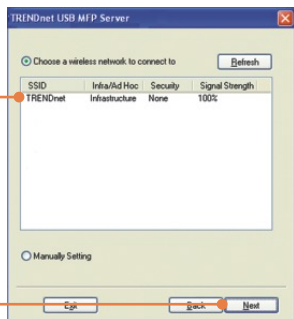 TRENDnet USB MFP Server
Choose a wireless network to connect to Refresh
SSID Infra/Ad Hoc Security Signal Strength
TRENDnet Infrastructure None 100%
Manually Setting
Exit Back Next